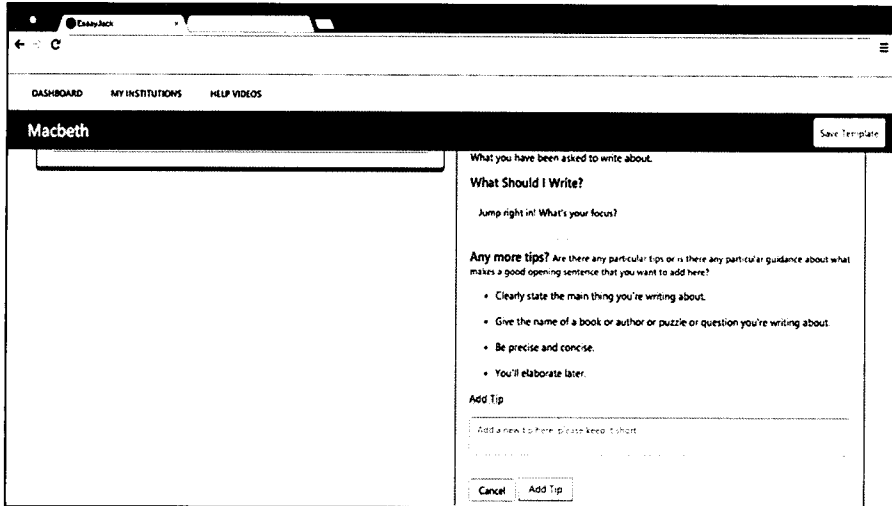 EssayJack
DASHBOARD MY INSTITUTIONS HELP VIDEOS
Macbeth
Save Template
What you have been asked to write about.
What Should I Write?
Jump right in! What's your focus?
Any more tips? Are there any particular tips or is there any particular guidance about what
makes a good opening sentence that you want to add here?
• Clearly state the main thing you're writing about.
• Give the name of a book or author or puzzle or question you're writing about.
• Be precise and concise.
• You'll elaborate later.
Add Tip
Add a new tip here, please keep it short
Cancel Add Tip